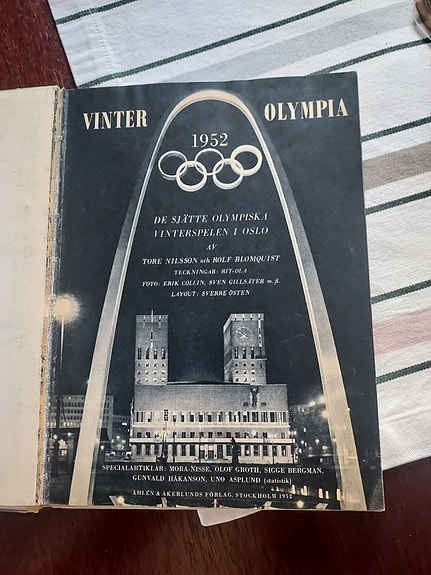 VINTER OLYMPIA
1952
DE SJÄTTE OLYMPISKA
VINTERSPELEN I OSLO
AV
TORE NILSSON och ROLF BLOMQUIST
TECKNINGAR: RIT-OLA
FOTO: ERIK COLLIN, SVEN GILLSÄTER m. fl.
LAYOUT: SVERRE ÖSTEN
SPECIALARTIKLAR: MORA-NISSE, OLOF GROTH, SIGGE BERGMAN,
GUNVALD HÅKANSON, UNO ASPLUND (statistik)
ÅHLÉN & ÅKERLUNDS FÖRLAG, STOCKHOLM 1952